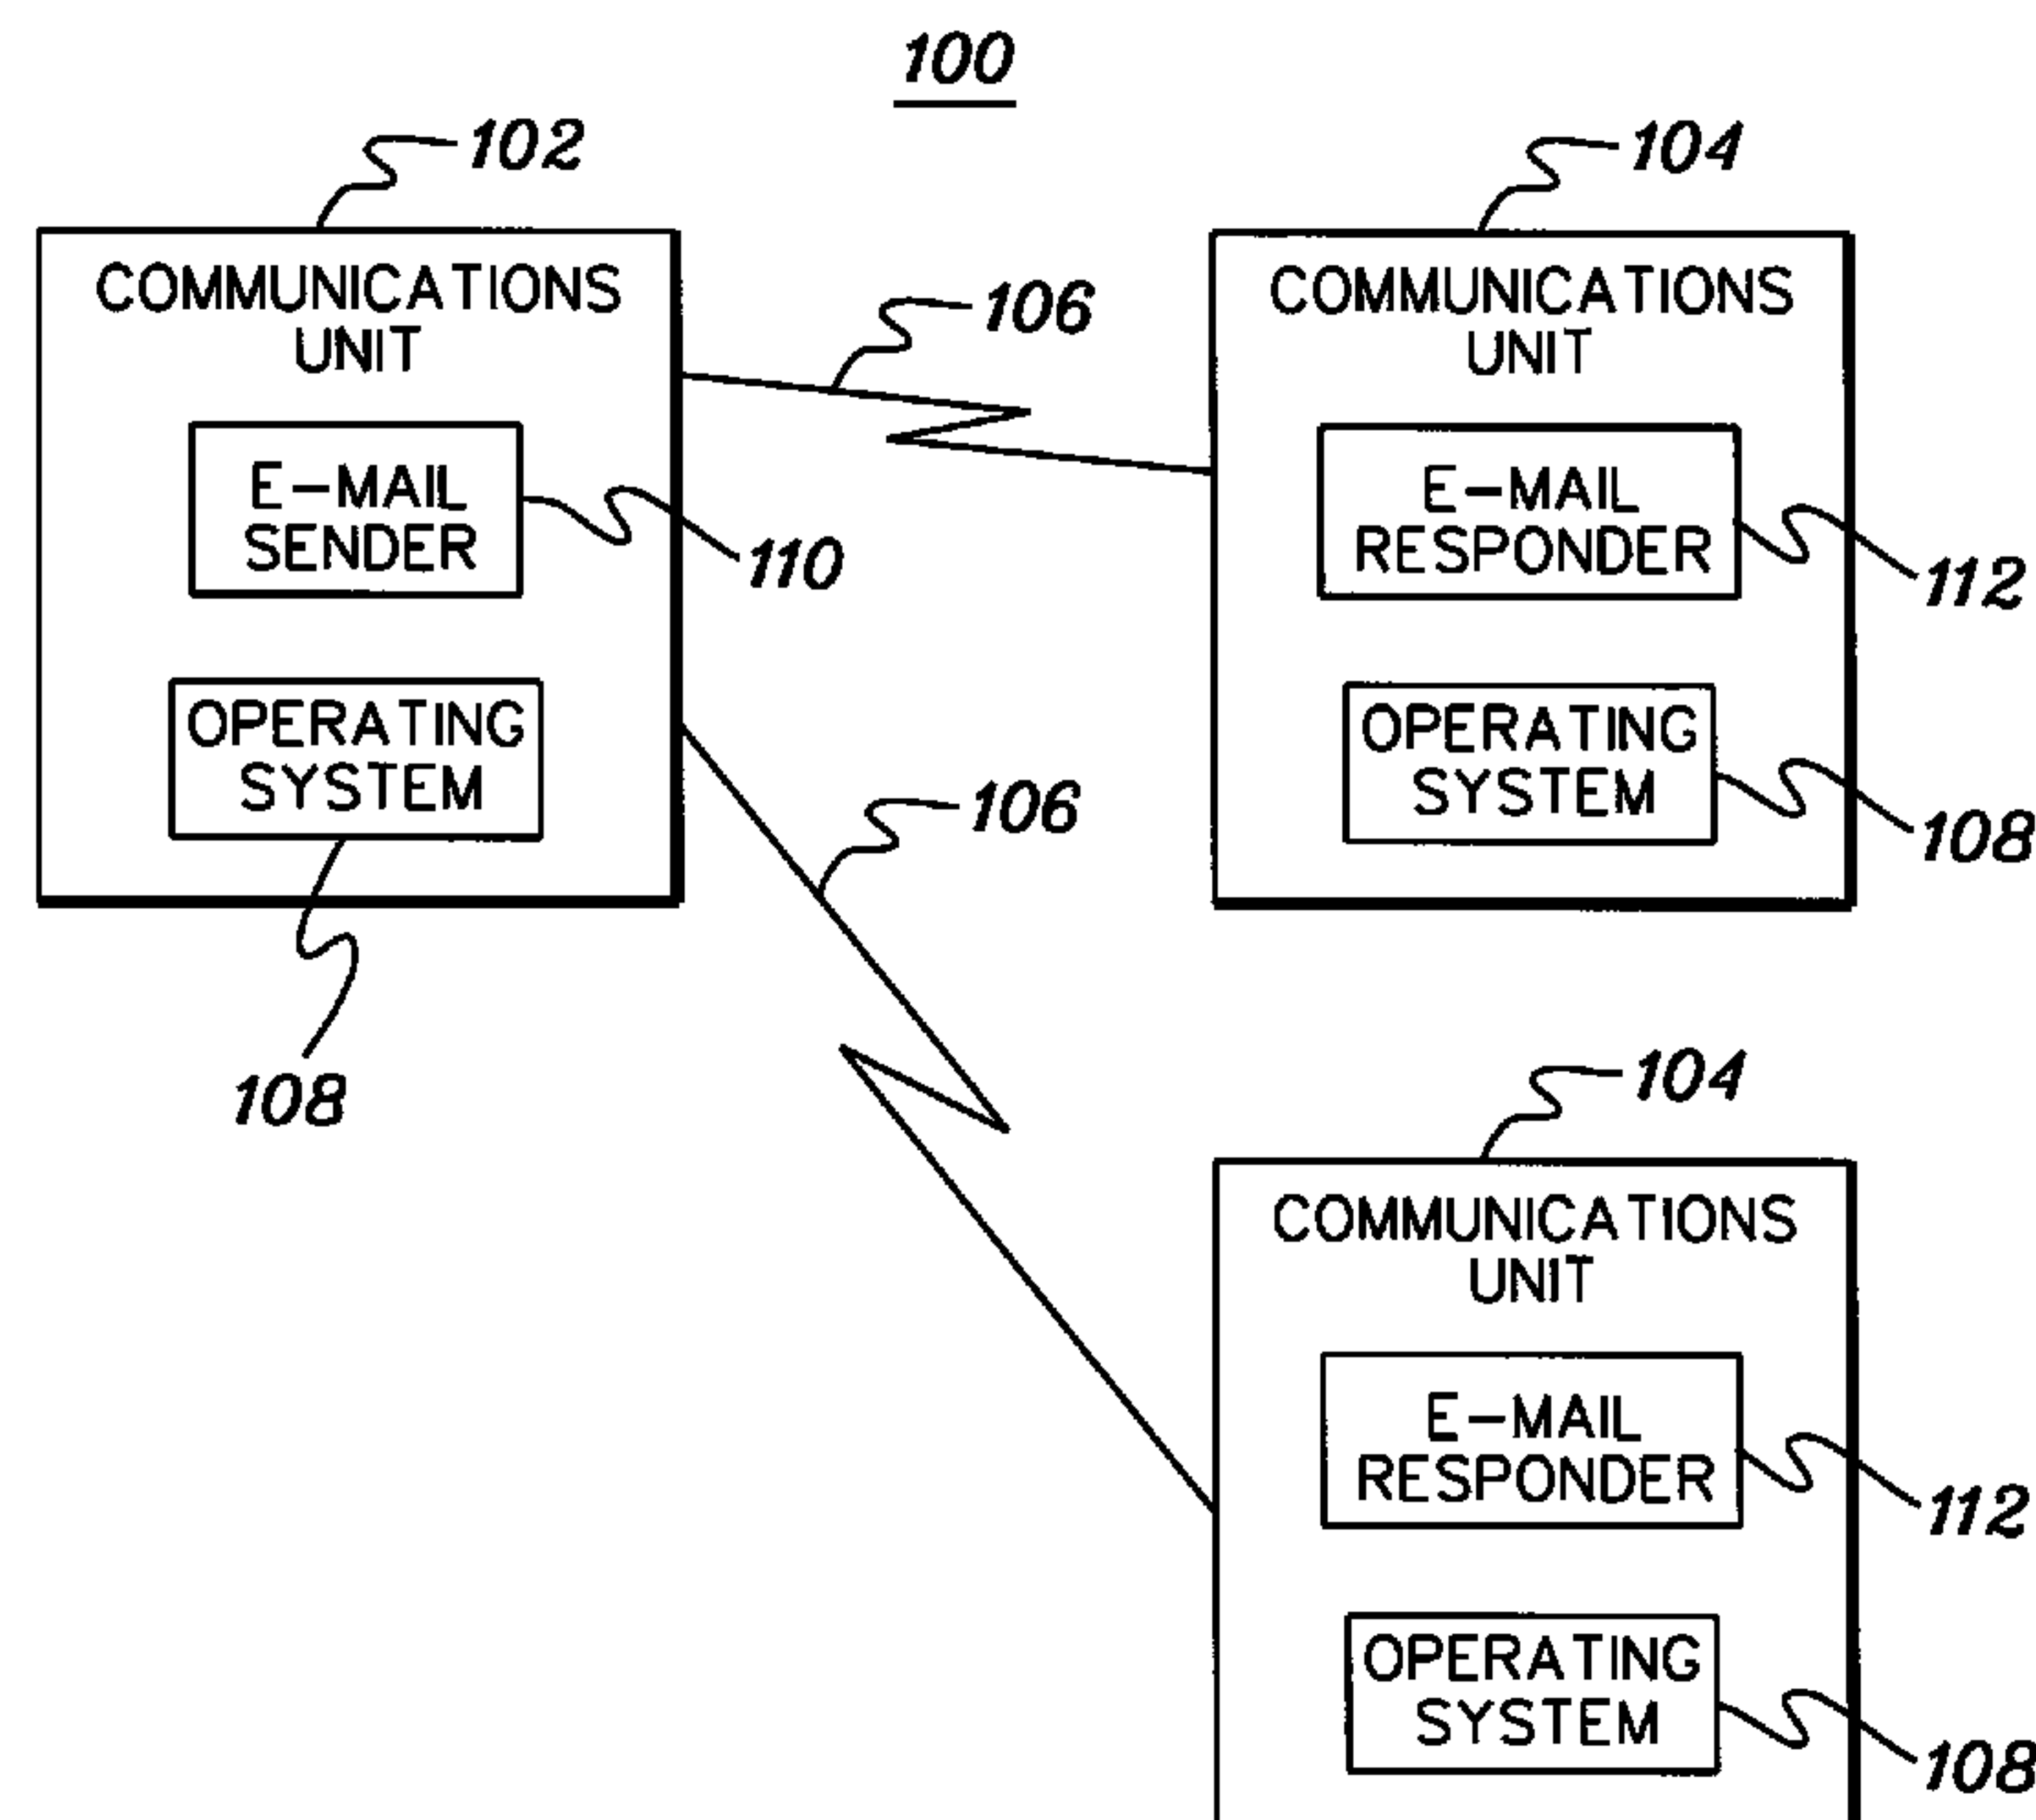 100
102
COMMUNICATIONS
UNIT
E-MAIL
SENDER
110
OPERATING
SYSTEM
108
106
106
104
COMMUNICATIONS
UNIT
E-MAIL
RESPONDER
112
OPERATING
SYSTEM
108
104
COMMUNICATIONS
UNIT
E-MAIL
RESPONDER
112
OPERATING
SYSTEM
108